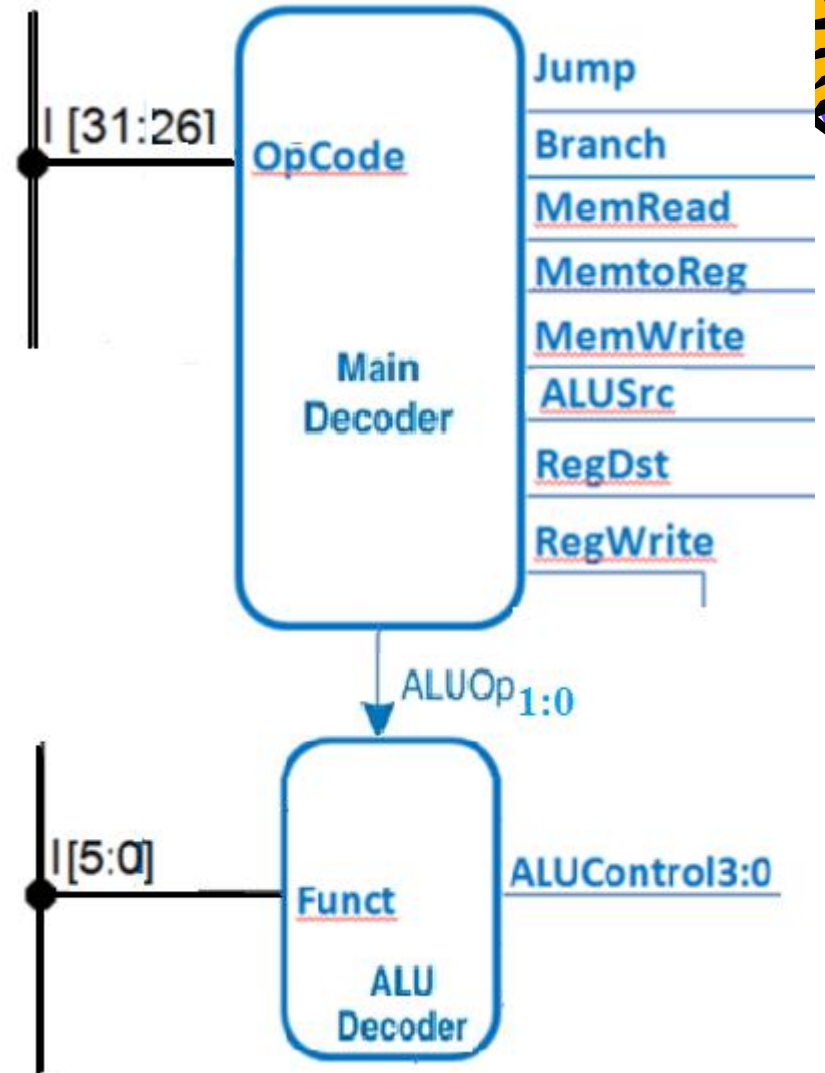 I [31:26]
OpCode
Main
Decoder
Jump
Branch
MemRead
MemtoReg
MemWrite
ALUSrc
RegDst
RegWrite
ALUOp1:0
I[5:0]
Funct
ALU
Decoder
ALUControl3:0